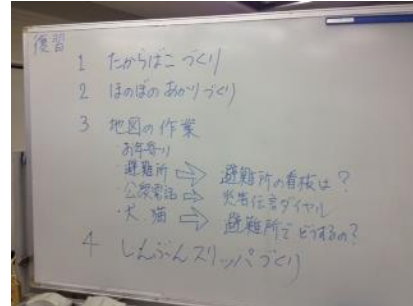 復習
1 たからばこづくり
2 ほのぼのあかりづくり
3 地図の作業
・お年寄り
・避難所 ⇨ 避難所の看板は?
・公衆電話 ⇨ 災害伝言ダイヤル
・犬 猫 ⇨ 避難所でどうするの?
4 しんぶんスリッパづくり